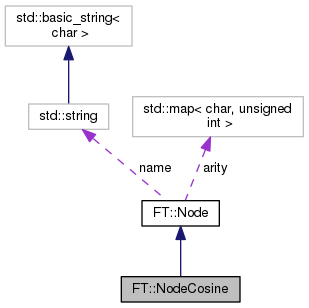 std::basic_string<
char >
std::string
std::map< char, unsigned
int >
name
arity
FT::Node
FT::NodeCosine